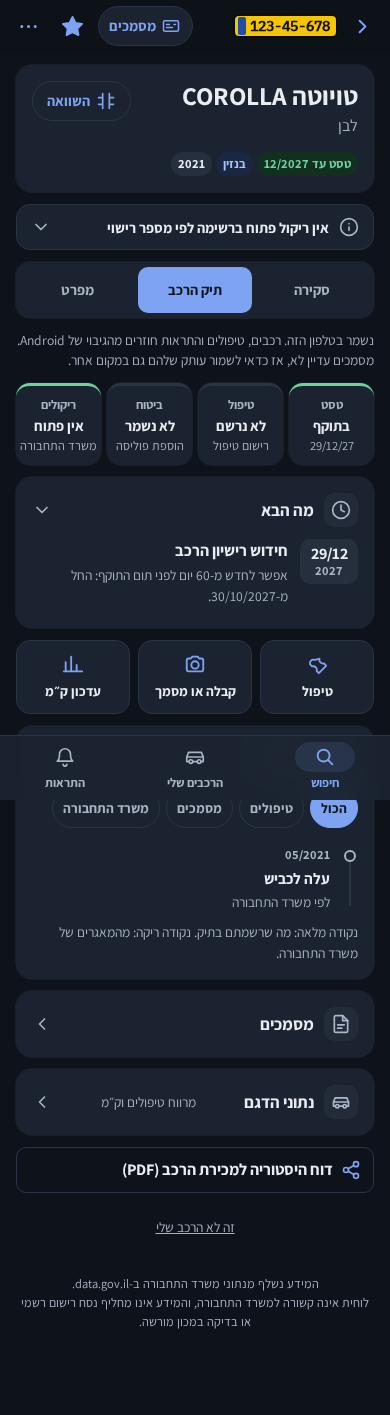 123-45-678
מסמכים
טויוטה COROLLA
השוואה
לבן
טסט עד 12/2027
בנזין
2021
אין ריקול פתוח ברשימה לפי מספר רישוי
סקירה
תיק הרכב
מפרט
נשמר בטלפון הזה. רכבים, טיפולים והתראות חוזרים מהגיבוי של Android.
מסמכים עדיין לא, אז כדאי לשמור עותק שלהם גם במקום אחר.
טסט
בתוקף
29/12/27
טיפול
לא נרשם
רישום טיפול
ביטוח
לא נשמר
הוספת פוליסה
ריקולים
אין פתוח
משרד התחבורה
מה הבא
29/12
2027
חידוש רישיון הרכב
אפשר לחדש מ-60 יום לפני תום התוקף: החל
מ-30/10/2027.
טיפול
קבלה או מסמך
עדכון ק״מ
חיפוש
הרכבים שלי
התראות
הכול
טיפולים
מסמכים
משרד התחבורה
05/2021
עלה לכביש
לפי משרד התחבורה
נקודה מלאה: מה שרשמתם בתיק. נקודה ריקה: מהמאגרים של
משרד התחבורה.
מסמכים
נתוני הדגם
מרווח טיפולים וק״מ
דוח היסטוריה למכירת הרכב (PDF)
זה לא הרכב שלי
המידע נשלף מנתוני משרד התחבורה ב-data.gov.il.
לוחית אינה קשורה למשרד התחבורה, והמידע אינו מחליף נסח רישום רשמי
או בדיקה במכון מורשה.